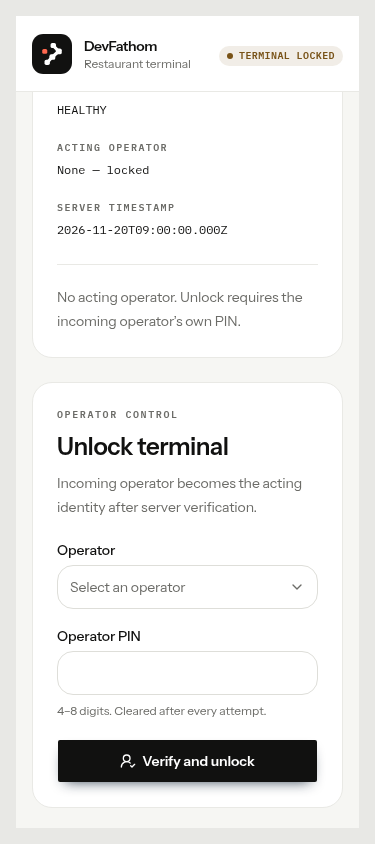 DevFathom
Restaurant terminal
TERMINAL LOCKED
HEALTHY
ACTING OPERATOR
None — locked
SERVER TIMESTAMP
2026-11-20T09:00:00.000Z
No acting operator. Unlock requires the
incoming operator's own PIN.
OPERATOR CONTROL
Unlock terminal
Incoming operator becomes the acting
identity after server verification.
Operator
Select an operator
Operator PIN
4–8 digits. Cleared after every attempt.
Verify and unlock